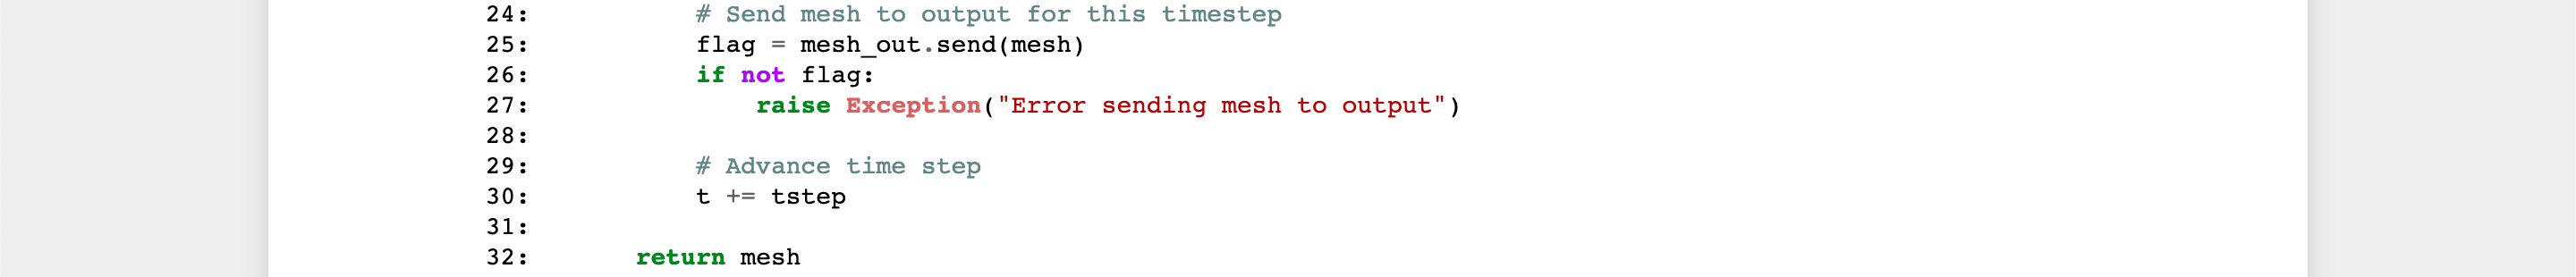 24:           # Send mesh to output for this timestep
25:           flag = mesh_out.send(mesh)
26:           if not flag:
27:               raise Exception("Error sending mesh to output")
28:
29:           # Advance time step
30:           t += tstep
31:
32:       return mesh